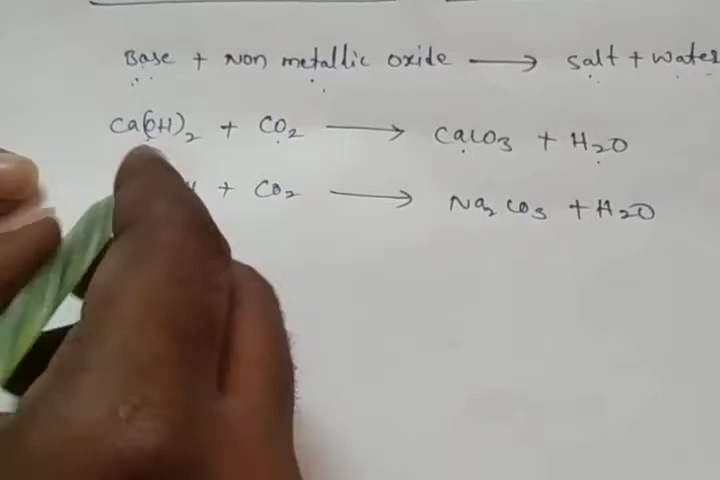 Base + Non metallic oxide → salt + water
Ca(OH)₂ + CO₂ → CaCO₃ + H₂O
+ CO₂ → Na₂CO₃ + H₂O